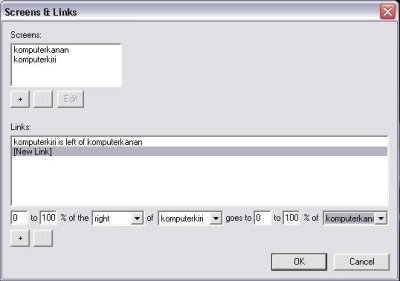 Screens & Links
Screens:
komputerkanan
komputerkiri
+ - Edit
Links:
komputerkiri is left of komputerkanan
[New Link]
0 to 100 % of the right of komputerkiri goes to 0 to 100 % of komputerkana
+ -
OK Cancel